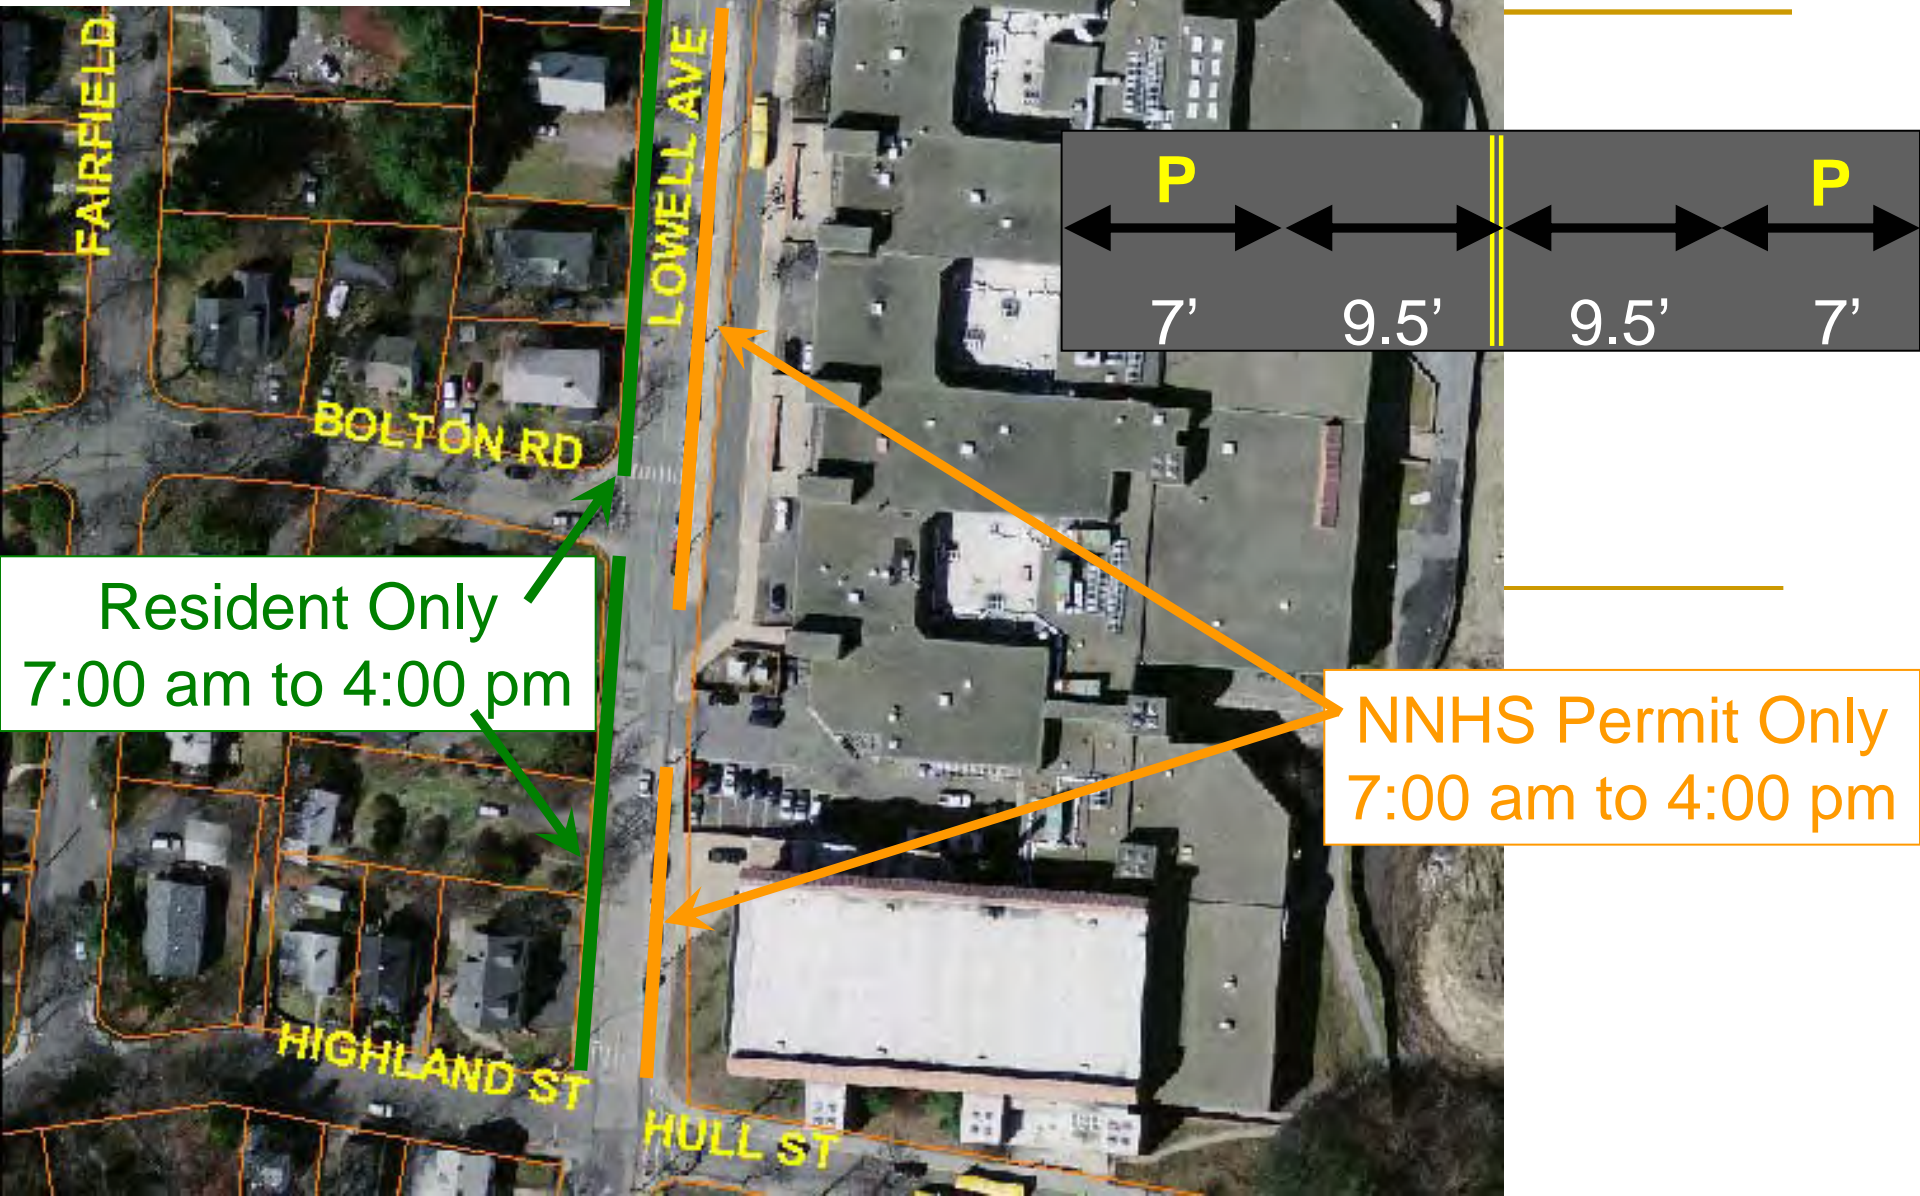 FAIRFIELD
LOWELL AVE
P
P
7’
9.5’
9.5’
7’
BOLTON RD
Resident Only
7:00 am to 4:00 pm
NNHS Permit Only
7:00 am to 4:00 pm
HIGHLAND ST
HULL ST